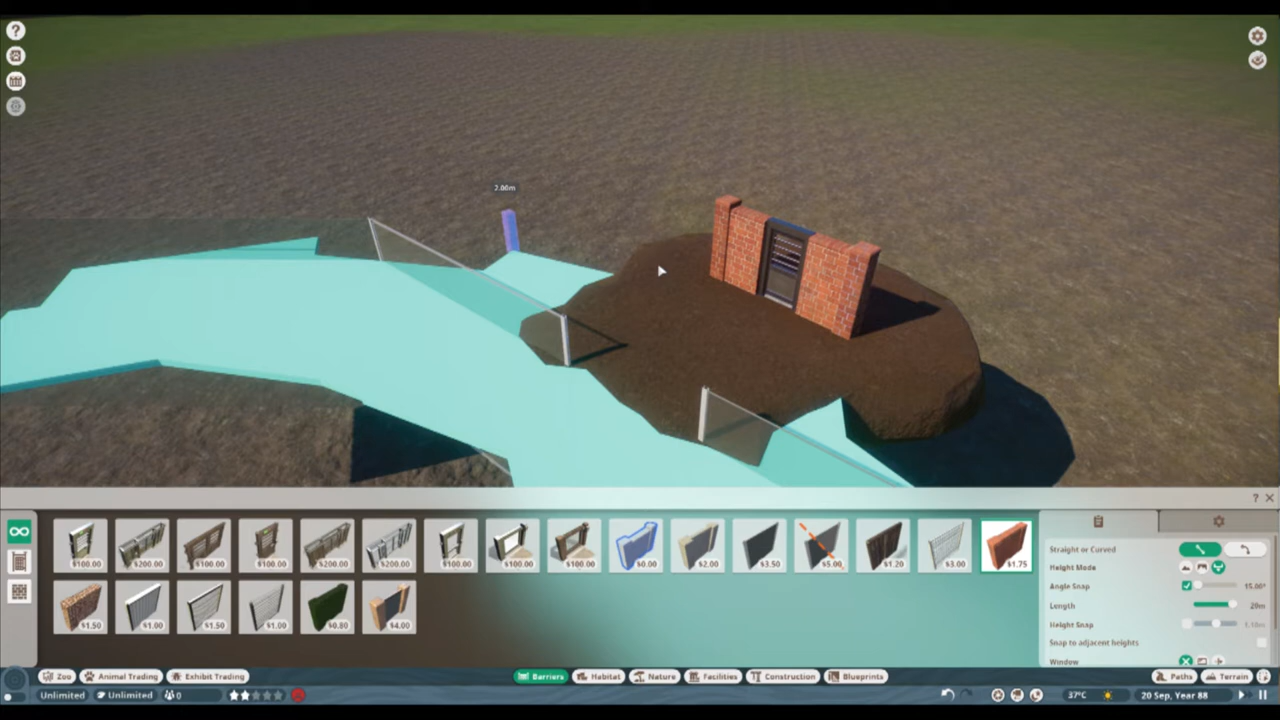 ?
2.00m
? ×
$100.00 $200.00 $100.00 $100.00 $200.00 $200.00 $100.00 $100.00 $100.00 $0.00 $2.00 $3.50 $5.00 $1.20 $3.00 $1.75
$1.50 $1.00 $1.50 $1.00 $0.80 $4.00
Straight or Curved
Height Mode
Angle Snap 15.00°
Length 20m
Height Snap
Snap to adjacent heights
Window
Zoo Animal Trading Exhibit Trading Barriers Habitat Nature Facilities Construction Blueprints Paths Terrain
Unlimited Unlimited 0 37°C 20 Sep, Year 88